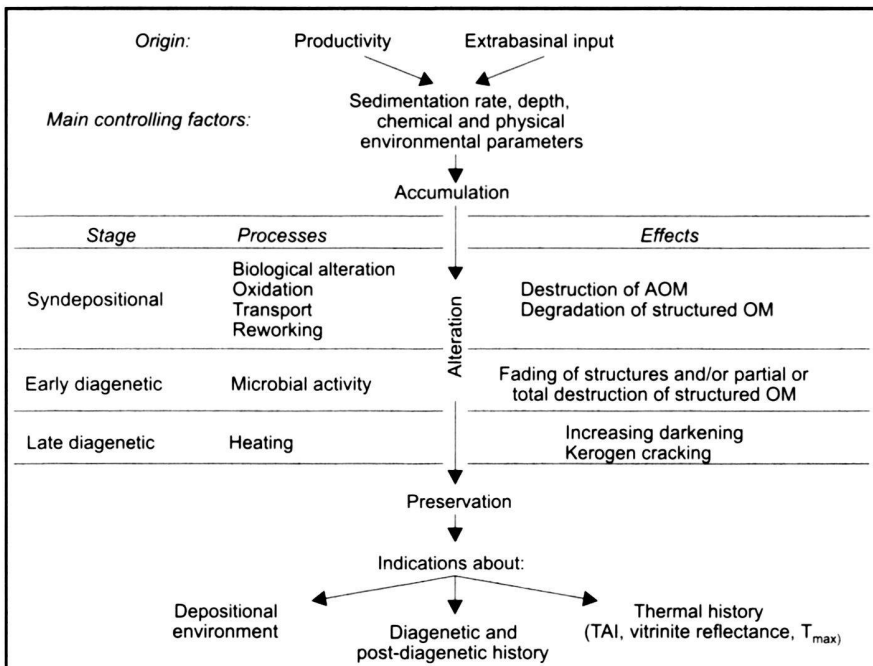 Origin: Productivity Extrabasinal input
Main controlling factors: Sedimentation rate, depth,
chemical and physical
environmental parameters
Accumulation
Stage Processes Effects
Alteration
Syndepositional
Biological alteration
Oxidation
Transport
Reworking
Destruction of AOM
Degradation of structured OM
Early diagenetic Microbial activity
Fading of structures and/or partial or
total destruction of structured OM
Late diagenetic Heating
Increasing darkening
Kerogen cracking
Preservation
Indications about:
Depositional
environment
Diagenetic and
post-diagenetic history
Thermal history
(TAI, vitrinite reflectance, Tmax)